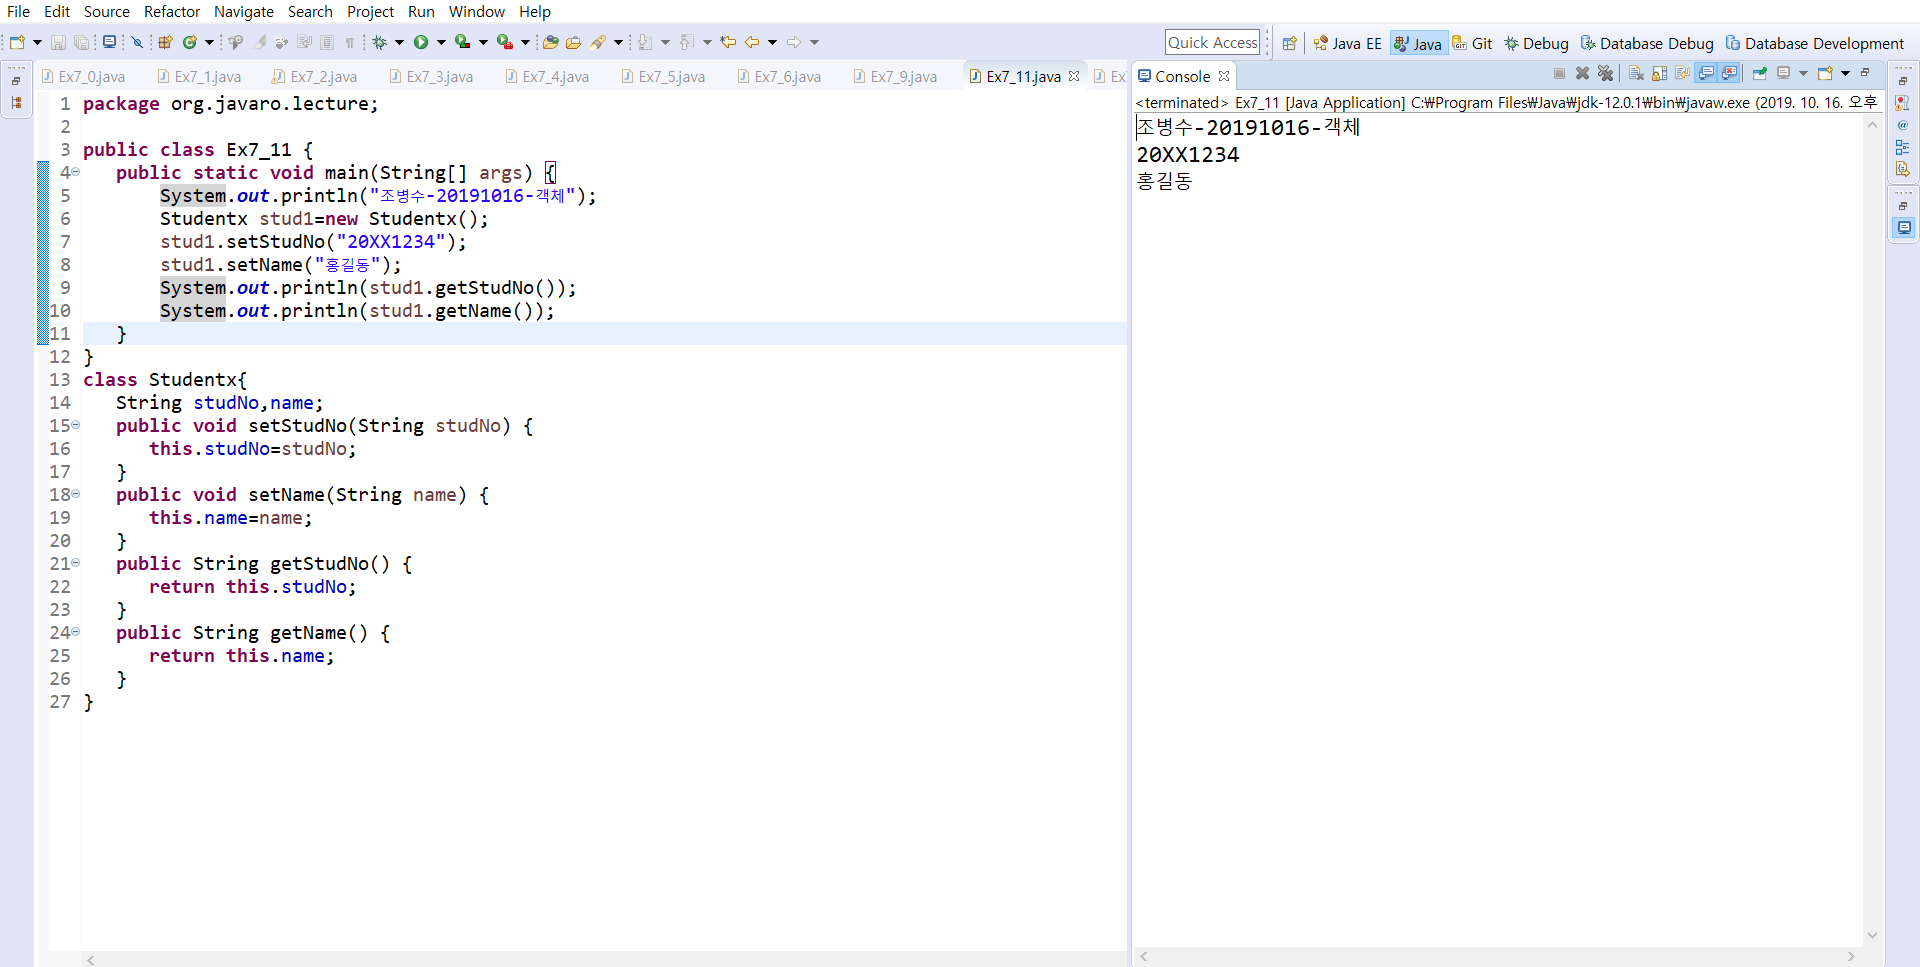 File Edit Source Refactor Navigate Search Project Run Window Help
Quick Access Java EE Java Git Debug Database Debug Database Development
Ex7_0.java Ex7_1.java Ex7_2.java Ex7_3.java Ex7_4.java Ex7_5.java Ex7_6.java Ex7_9.java Ex7_11.java Ex
1 package org.javaro.lecture;
2
3 public class Ex7_11 {
4 public static void main(String[] args) {
5 System.out.println("조병수-20191016-객체");
6 Studentx stud1=new Studentx();
7 stud1.setStudNo("20XX1234");
8 stud1.setName("홍길동");
9 System.out.println(stud1.getStudNo());
10 System.out.println(stud1.getName());
11 }
12 }
13 class Studentx{
14 String studNo,name;
15 public void setStudNo(String studNo) {
16 this.studNo=studNo;
17 }
18 public void setName(String name) {
19 this.name=name;
20 }
21 public String getStudNo() {
22 return this.studNo;
23 }
24 public String getName() {
25 return this.name;
26 }
27 }
Console
<terminated> Ex7_11 [Java Application] C:₩Program Files₩Java₩jdk-12.0.1₩bin₩javaw.exe (2019. 10. 16. 오후
조병수-20191016-객체
20XX1234
홍길동